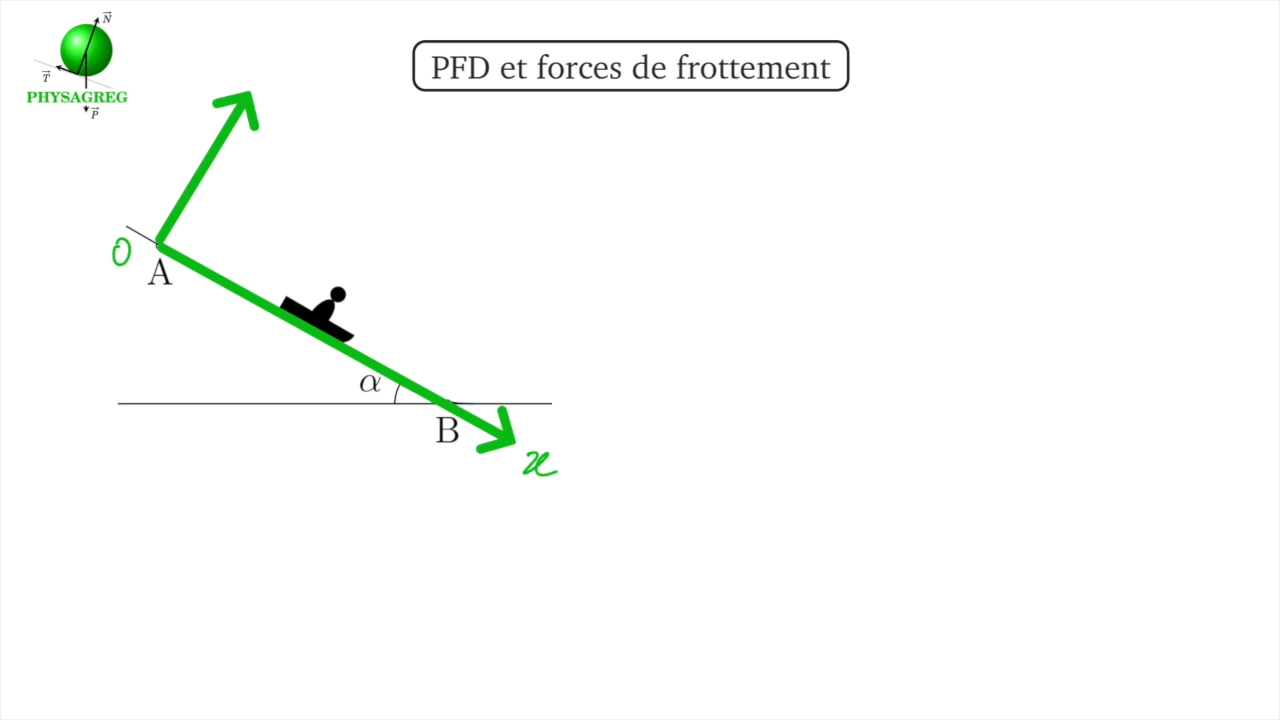 N
PFD et forces de frottement
T
PHYSAGREG
P
O
A
α
B
x